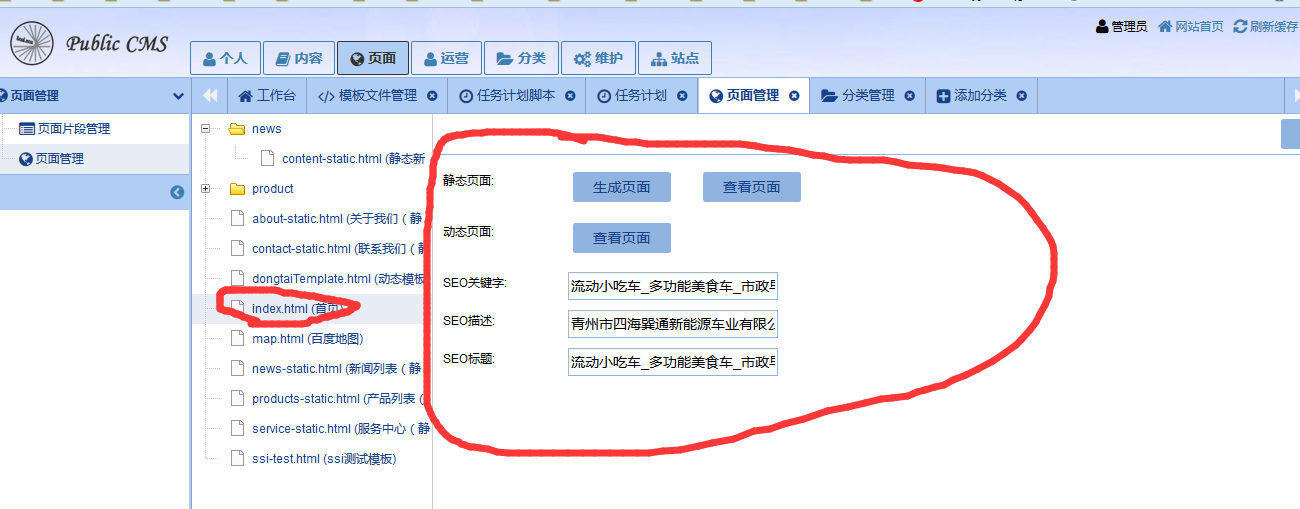 管理员 网站首页 刷新缓存
Public CMS
个人 内容 页面 运营 分类 维护 站点
页面管理
工作台 模板文件管理 任务计划脚本 任务计划 页面管理 分类管理 添加分类
页面片段管理
页面管理
news
content-static.html (静态新
product
about-static.html (关于我们 ( 静
contact-static.html (联系我们 ( 静
dongtaiTemplate.html (动态模板
index.html (首页)
map.html (百度地图)
news-static.html (新闻列表 ( 静
products-static.html (产品列表 (
service-static.html (服务中心 ( 静
ssi-test.html (ssi测试模板)
静态页面: 生成页面 查看页面
动态页面: 查看页面
SEO关键字: 流动小吃车_多功能美食车_市政
SEO描述: 青州市四海巽通新能源车业有限公
SEO标题: 流动小吃车_多功能美食车_市政